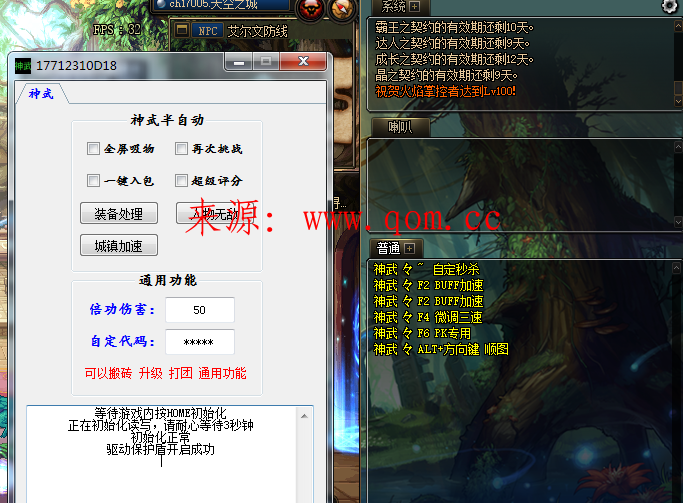 ch17005.天空之城
FPS : 32
NPC 艾尔文防线
17712310D18
神武
神武半自动
全屏吸物 再次挑战
一键入包 超级评分
装备处理 人物无敌
城镇加速
通用功能
倍功伤害： 50
自定代码： *****
可以搬砖 升级 打团 通用功能
等待游戏内按HOME初始化
正在初始化读写，请耐心等待3秒钟
初始化正常
驱动保护盾开启成功
系统
霸王之契约的有效期还剩10天。
达人之契约的有效期还剩9天。
成长之契约的有效期还剩12天。
晶之契约的有效期还剩9天。
祝贺火焰掌控者达到Lv100!
喇叭
来源：www.qom.cc
普通
神武 々 ~ 自定秒杀
神武 々 F2 BUFF加速
神武 々 F2 BUFF加速
神武 々 F4 微调三速
神武 々 F6 PK专用
神武 々 ALT+方向键 顺图